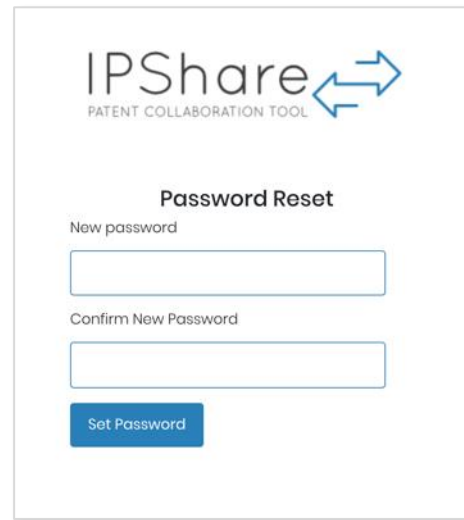 IPShare
PATENT COLLABORATION TOOL
Password Reset
New password
Confirm New Password
Set Password